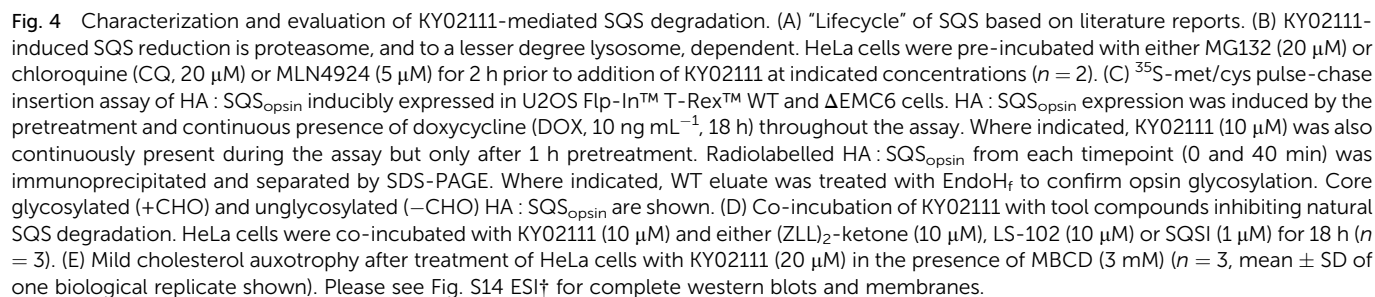 Fig. 4 Characterization and evaluation of KY02111-mediated SQS degradation. (A) "Lifecycle" of SQS based on literature reports. (B) KY02111-
induced SQS reduction is proteasome, and to a lesser degree lysosome, dependent. HeLa cells were pre-incubated with either MG132 (20 μM) or
chloroquine (CQ, 20 μM) or MLN4924 (5 μM) for 2 h prior to addition of KY02111 at indicated concentrations (n = 2). (C) ³⁵S-met/cys pulse-chase
insertion assay of HA : SQSopsin inducibly expressed in U2OS Flp-In™ T-Rex™ WT and ΔEMC6 cells. HA : SQSopsin expression was induced by the
pretreatment and continuous presence of doxycycline (DOX, 10 ng mL⁻¹, 18 h) throughout the assay. Where indicated, KY02111 (10 μM) was also
continuously present during the assay but only after 1 h pretreatment. Radiolabelled HA : SQSopsin from each timepoint (0 and 40 min) was
immunoprecipitated and separated by SDS-PAGE. Where indicated, WT eluate was treated with EndoHf to confirm opsin glycosylation. Core
glycosylated (+CHO) and unglycosylated (−CHO) HA : SQSopsin are shown. (D) Co-incubation of KY02111 with tool compounds inhibiting natural
SQS degradation. HeLa cells were co-incubated with KY02111 (10 μM) and either (ZLL)₂-ketone (10 μM), LS-102 (10 μM) or SQSI (1 μM) for 18 h (n
= 3). (E) Mild cholesterol auxotrophy after treatment of HeLa cells with KY02111 (20 μM) in the presence of MBCD (3 mM) (n = 3, mean ± SD of
one biological replicate shown). Please see Fig. S14 ESI† for complete western blots and membranes.